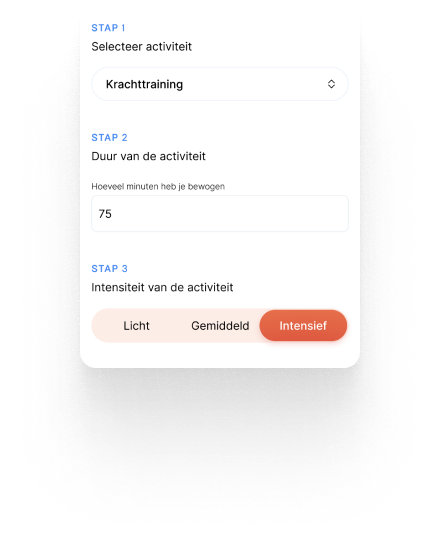 STAP 1
Selecteer activiteit
Krachttraining
STAP 2
Duur van de activiteit
Hoeveel minuten heb je bewogen
75
STAP 3
Intensiteit van de activiteit
Licht Gemiddeld Intensief